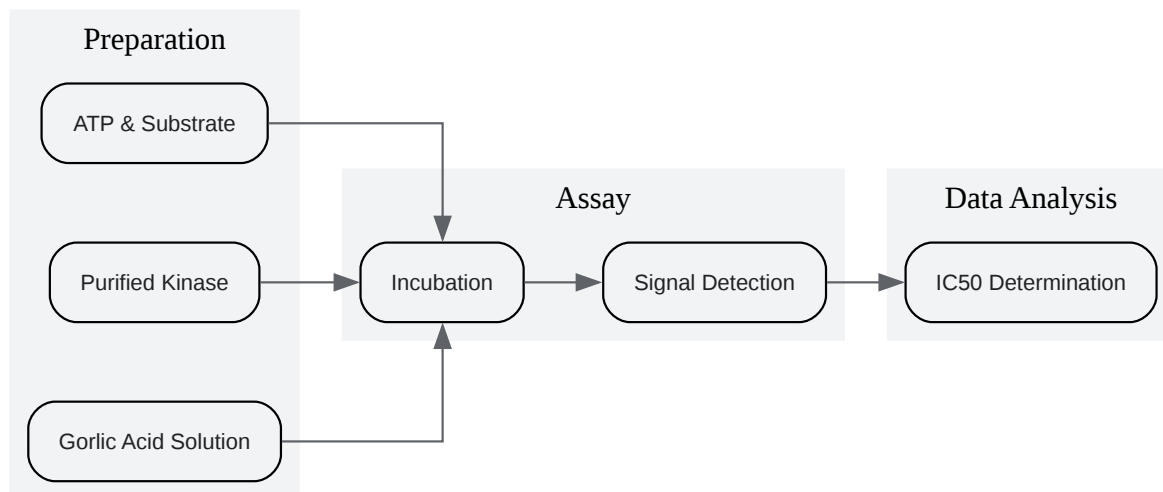 Preparation
ATP & Substrate
Purified Kinase
Gorlic Acid Solution
Assay
Incubation
Signal Detection
Data Analysis
IC50 Determination